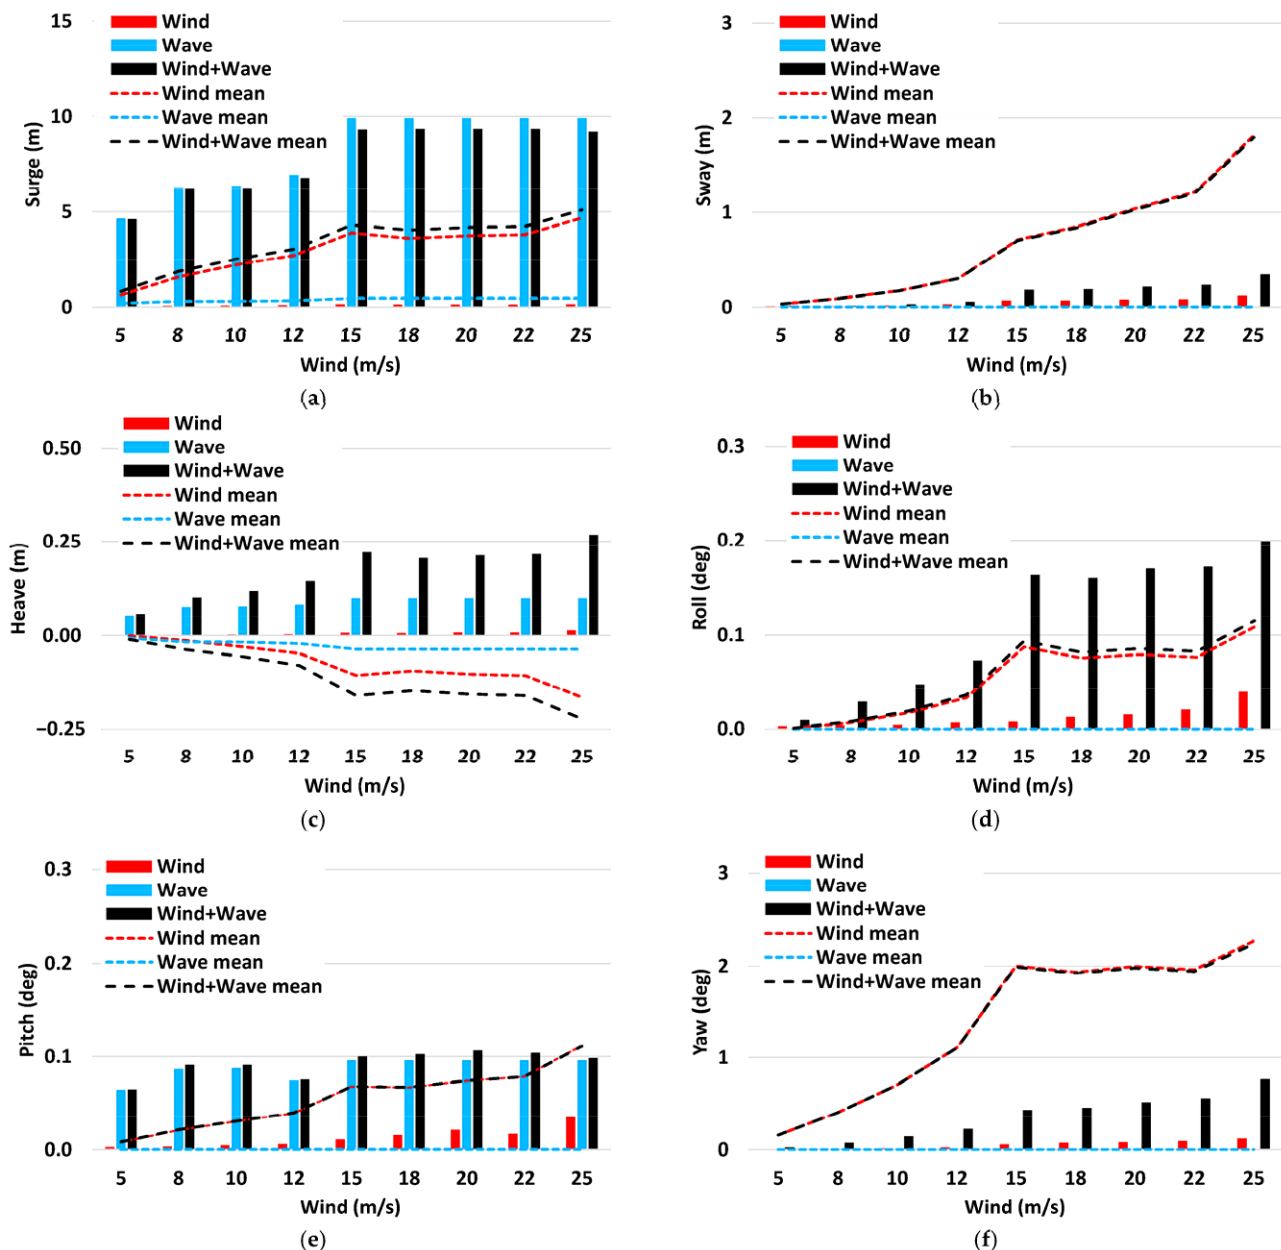 15
10
5
0
Surge (m)
Wind
Wave
Wind+Wave
Wind mean
Wave mean
Wind+Wave mean
5 8 10 12 15 18 20 22 25
Wind (m/s)
(a)
3
2
1
0
Sway (m)
Wind
Wave
Wind+Wave
Wind mean
Wave mean
Wind+Wave mean
5 8 10 12 15 18 20 22 25
Wind (m/s)
(b)
0.50
0.25
0.00
−0.25
Heave (m)
Wind
Wave
Wind+Wave
Wind mean
Wave mean
Wind+Wave mean
5 8 10 12 15 18 20 22 25
Wind (m/s)
(c)
0.3
0.2
0.1
0.0
Roll (deg)
Wind
Wave
Wind+Wave
Wind mean
Wave mean
Wind+Wave mean
5 8 10 12 15 18 20 22 25
Wind (m/s)
(d)
0.3
0.2
0.1
0.0
Pitch (deg)
Wind
Wave
Wind+Wave
Wind mean
Wave mean
Wind+Wave mean
5 8 10 12 15 18 20 22 25
Wind (m/s)
(e)
3
2
1
0
Yaw (deg)
Wind
Wave
Wind+Wave
Wind mean
Wave mean
Wind+Wave mean
5 8 10 12 15 18 20 22 25
Wind (m/s)
(f)